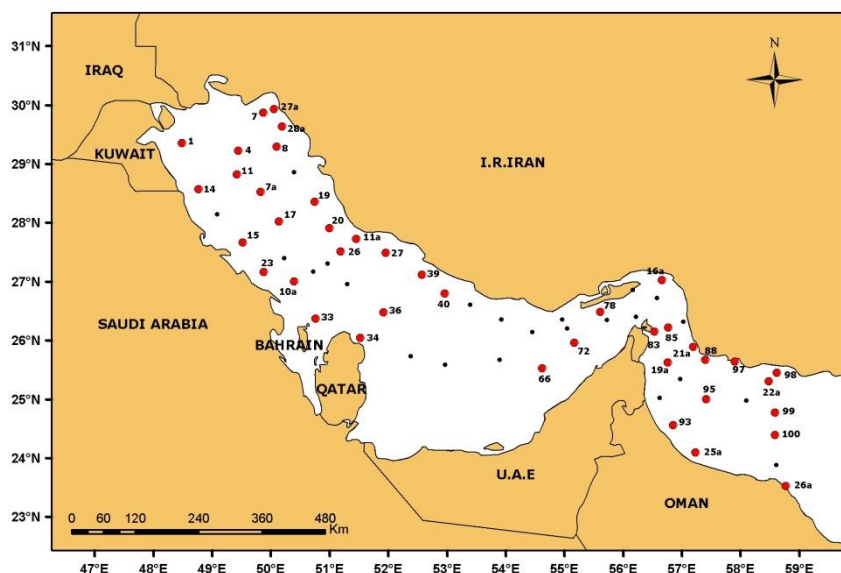 31°N
30°N
29°N
28°N
27°N
26°N
25°N
24°N
23°N
N
IRAQ
KUWAIT
I.R.IRAN
SAUDI ARABIA
BAHRAIN
QATAR
U.A.E
OMAN
27a
7
28a
1
4
8
11
14
7a
19
17
20
15
11a
26
27
23
10a
39
40
16a
33
36
78
34
83
85
72
21a
88
19a
97
98
66
22a
95
99
93
100
25a
26a
0 60 120 240 360 480
Km
47°E 48°E 49°E 50°E 51°E 52°E 53°E 54°E 55°E 56°E 57°E 58°E 59°E